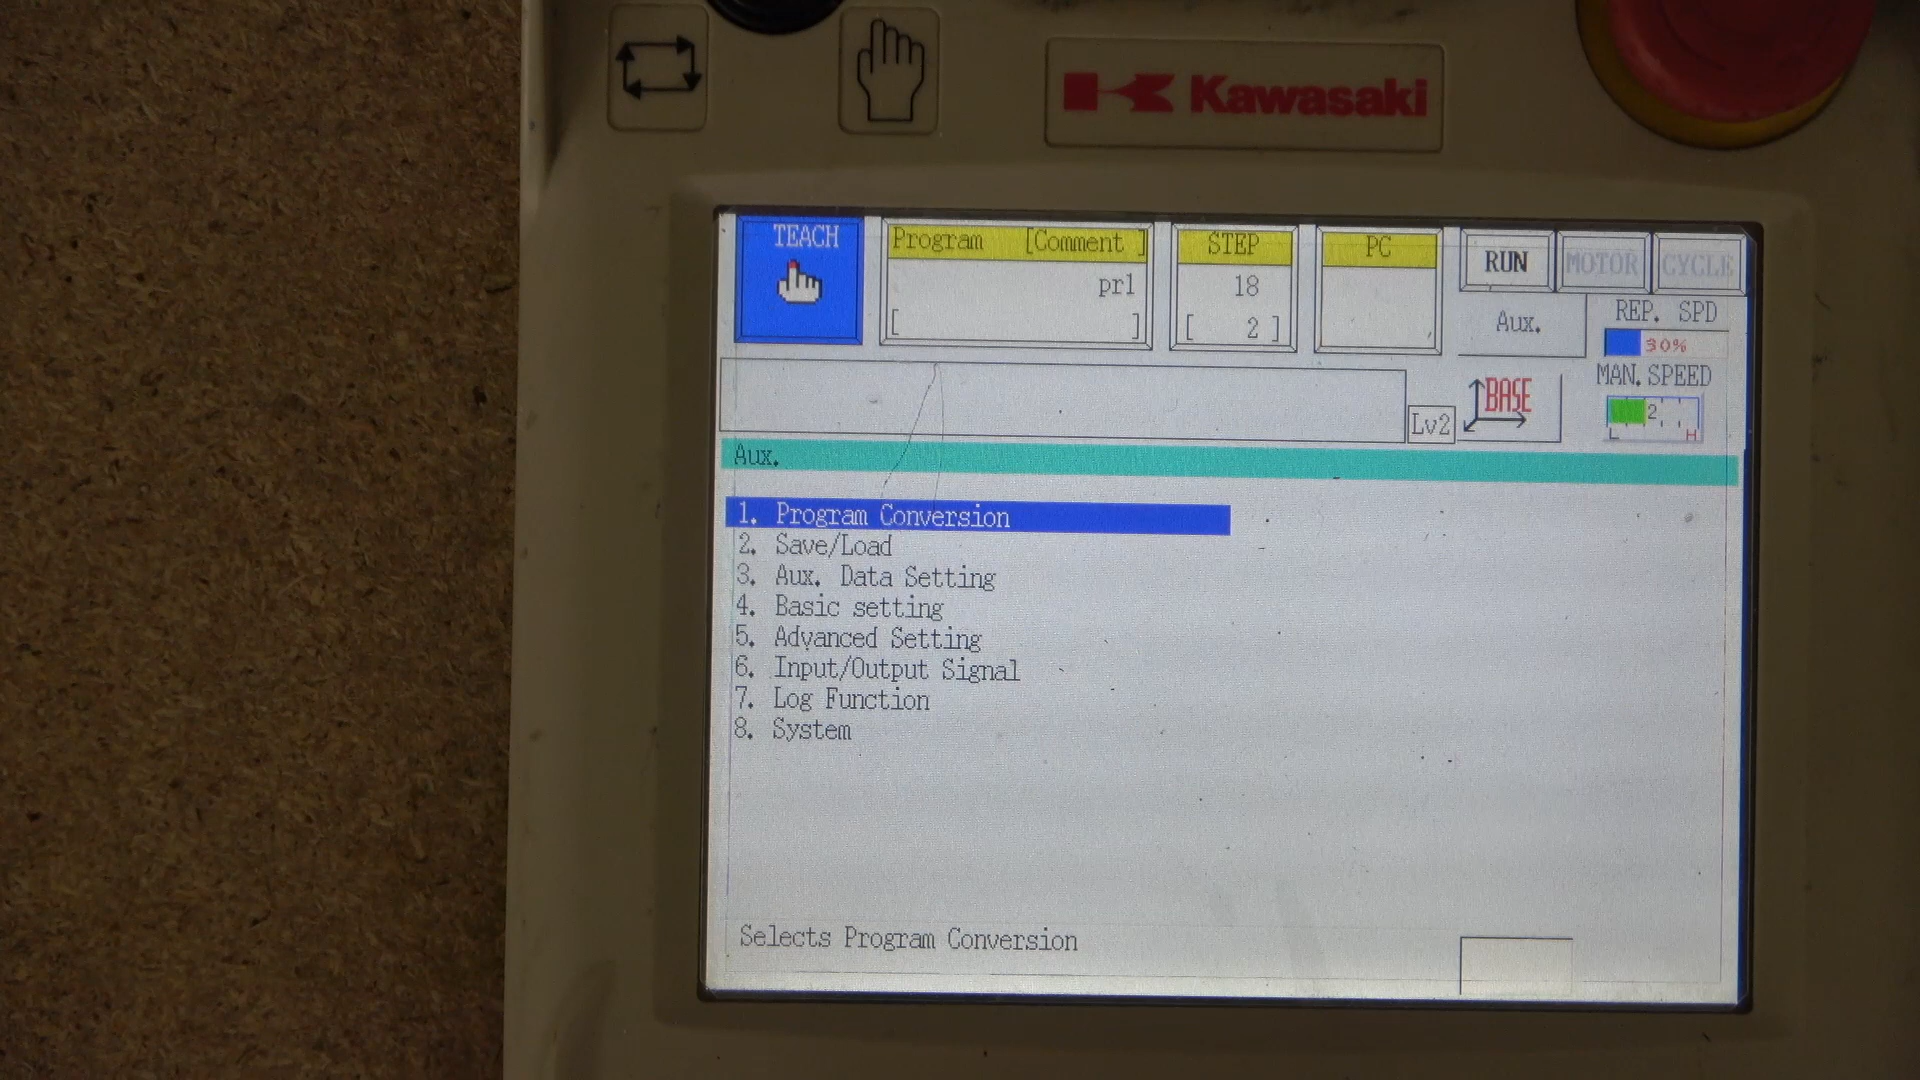 Kawasaki
TEACH
Program [Comment ]
pr1
[ ]
STEP
18
[ 2 ]
PC
RUN
MOTOR
CYCLE
Aux.
REP. SPD
30%
Lv2
BASE
MAN.SPEED
2
L H
Aux.
1. Program Conversion
2. Save/Load
3. Aux. Data Setting
4. Basic setting
5. Advanced Setting
6. Input/Output Signal
7. Log Function
8. System
Selects Program Conversion